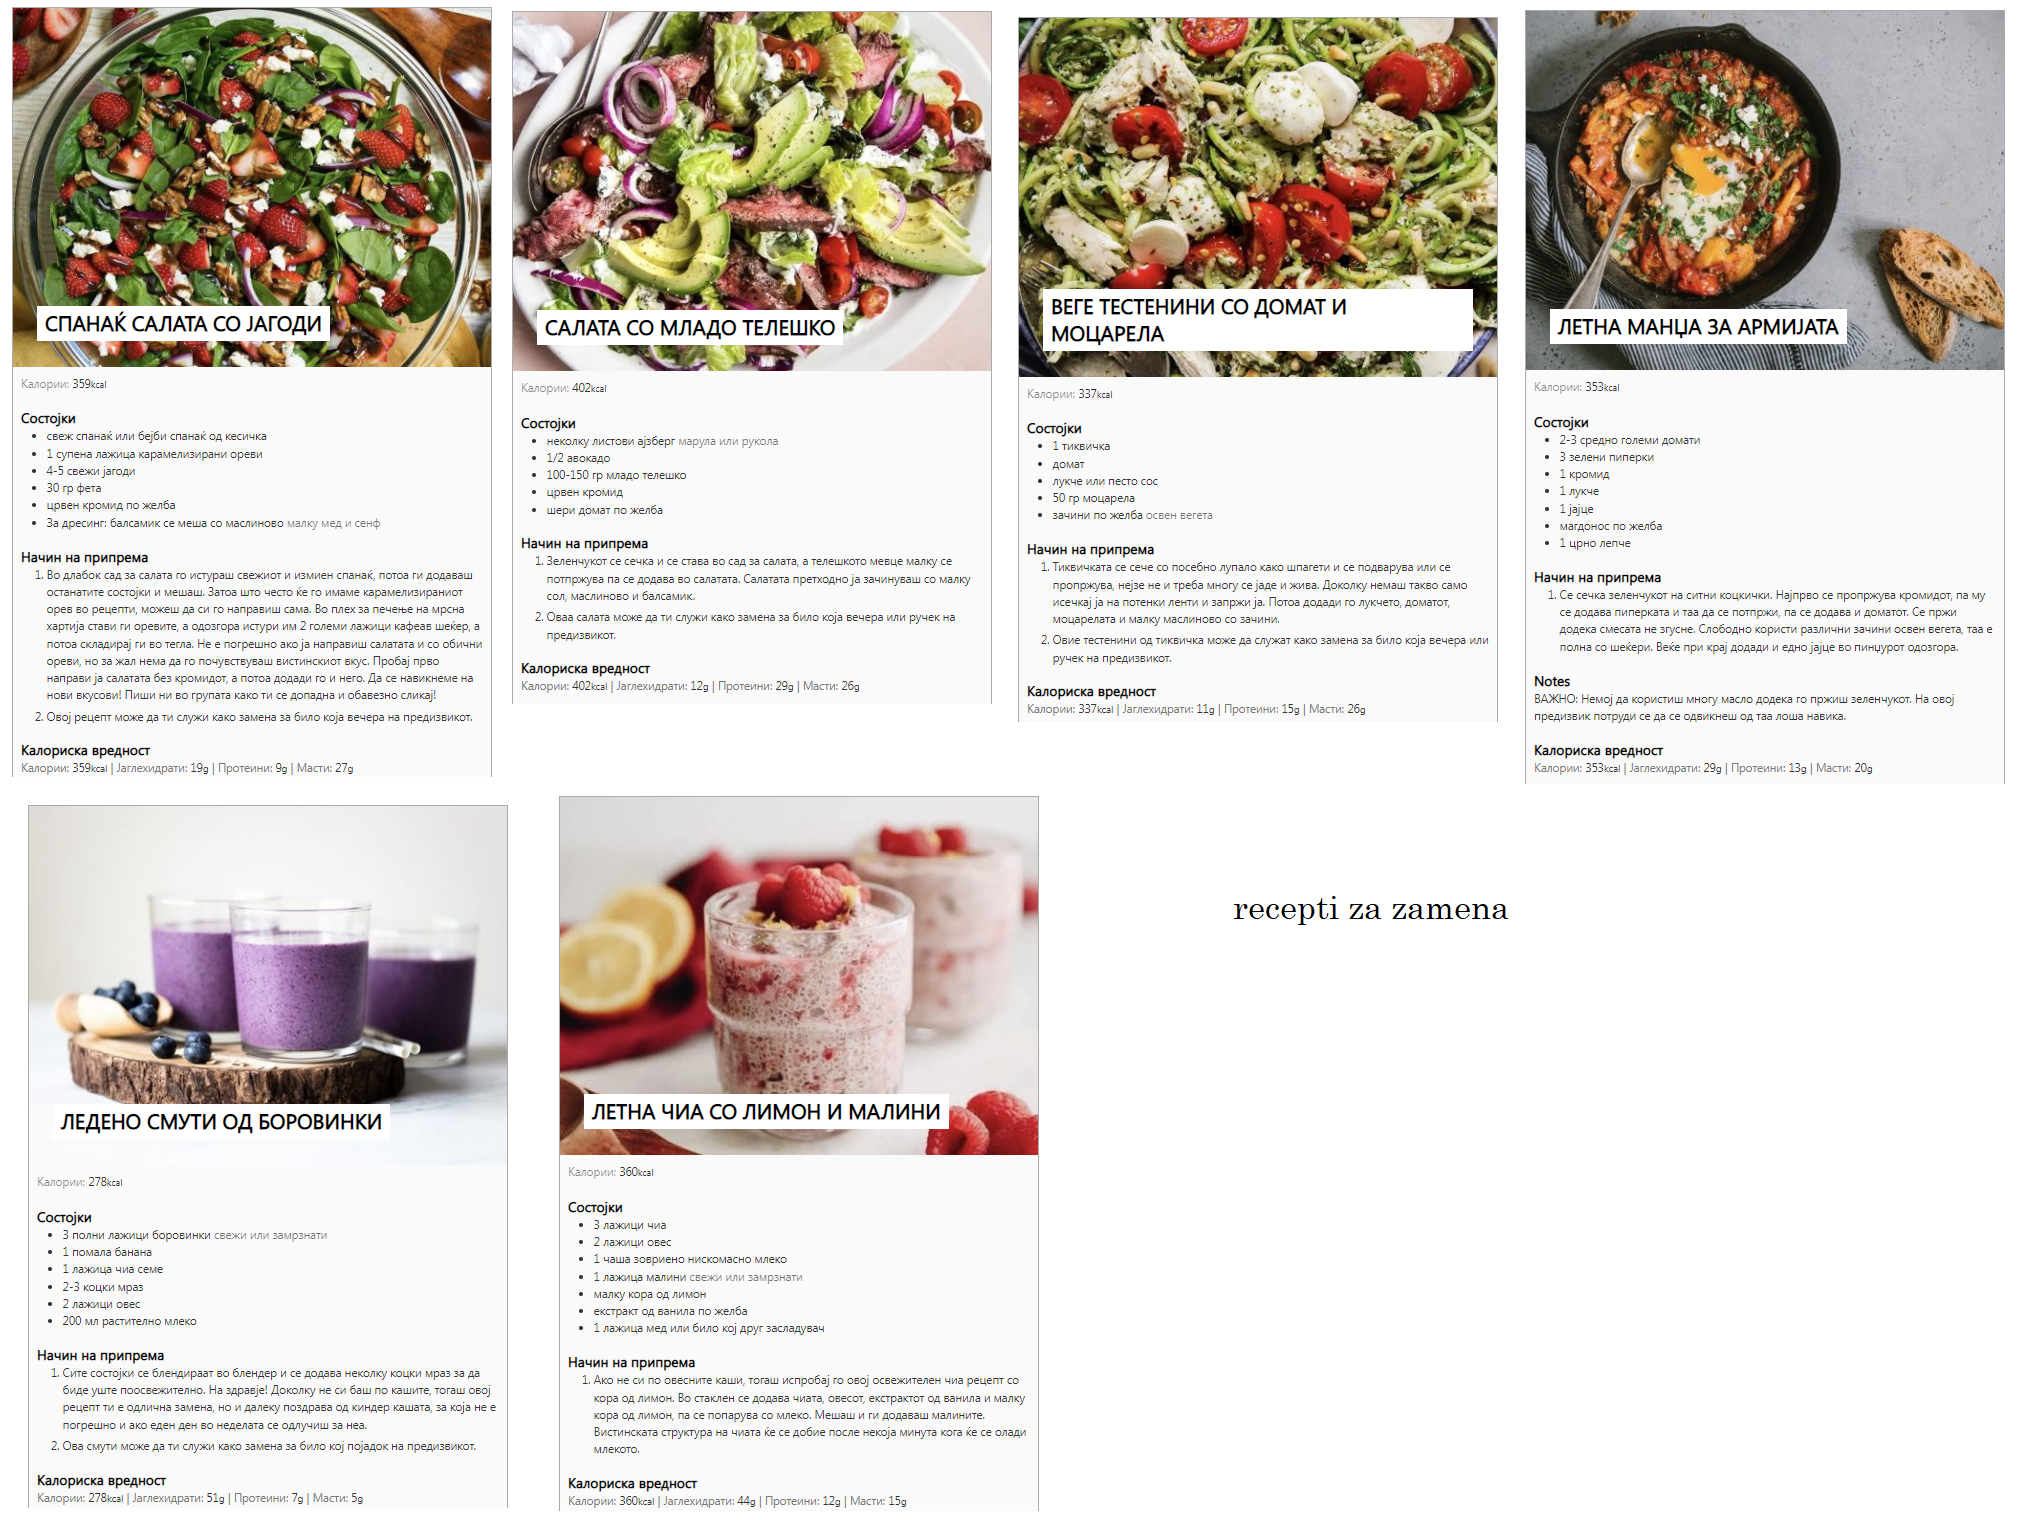 СПАНАЌ САЛАТА СО ЈАГОДИ
Калории: 359kcal
Состојки
• свеж спанаќ или бејби спанаќ од кесичка
• 1 супена лажица карамелизирани ореви
• 4-5 свежи јагоди
• 30 гр фета
• црвен кромид по желба
• За дресинг: балсамик се меша со маслиново малку мед и сенф
Начин на припрема
1. Во длабок сад за салата го истураш свежиот и измиен спанаќ, потоа ги додаваш
останатите состојки и мешаш. Затоа што често ќе го имаме карамелизираниот
орев во рецепти, можеш да си го направиш сама. Во плех за печење на мрсна
хартија стави ги оревите, а одозгора истури им 2 големи лажици кафеав шеќер, а
потоа складирај ги во тегла. Не е погрешно ако ја направиш салатата и со обични
ореви, но за жал нема да го почувствуваш вистинскиот вкус. Пробај прво
направи ја салатата без кромидот, а потоа додади го и него. Да се навикнеме на
нови вкусови! Пиши ни во групата како ти се допадна и обавезно сликај!
2. Овој рецепт може да ти служи како замена за било која вечера на предизвикот.
Калориска вредност
Калории: 359kcal | Јаглехидрати: 19g | Протеини: 9g | Масти: 27g
САЛАТА СО МЛАДО ТЕЛЕШКО
Калории: 402kcal
Состојки
• неколку листови ајзберг марула или рукола
• 1/2 авокадо
• 100-150 гр младо телешко
• црвен кромид
• шери домат по желба
Начин на припрема
1. Зеленчукот се сечка и се става во сад за салата, а телешкото мевце малку се
потпржува па се додава во салатата. Салатата претходно ја зачинуваш со малку
сол, маслиново и балсамик.
2. Оваа салата може да ти служи како замена за било која вечера или ручек на
предизвикот.
Калориска вредност
Калории: 402kcal | Јаглехидрати: 12g | Протеини: 29g | Масти: 26g
ВЕГЕ ТЕСТЕНИНИ СО ДОМАТ И
МОЦАРЕЛА
Калории: 337kcal
Состојки
• 1 тиквичка
• домат
• лукче или песто сос
• 50 гр моцарела
• зачини по желба освен вегета
Начин на припрема
1. Тиквичката се сече со посебно лупало како шпагети и се подварува или се
пропржува, нејзе не и треба многу се јаде и жива. Доколку немаш такво само
исечкај ја на потенки ленти и запржи ја. Потоа додади го лукчето, доматот,
моцарелата и малку маслиново со зачини.
2. Овие тестенини од тиквичка може да служат како замена за било која вечера или
ручек на предизвикот.
Калориска вредност
Калории: 337kcal | Јаглехидрати: 11g | Протеини: 15g | Масти: 26g
ЛЕТНА МАНЏА ЗА АРМИЈАТА
Калории: 353kcal
Состојки
• 2-3 средно големи домати
• 3 зелени пиперки
• 1 кромид
• 1 лукче
• 1 јајце
• магдонос по желба
• 1 црно лепче
Начин на припрема
1. Се сечка зеленчукот на ситни коцкички. Најпрво се пропржува кромидот, па му
се додава пиперката и таа да се потпржи, па се додава и доматот. Се пржи
додека смесата не згусне. Слободно користи различни зачини освен вегета, таа е
полна со шеќери. Веќе при крај додади и едно јајце во пинџурот одозгора.
Notes
ВАЖНО: Немој да користиш многу масло додека го пржиш зеленчукот. На овој
предизвик потруди се да се одвикнеш од таа лоша навика.
Калориска вредност
Калории: 353kcal | Јаглехидрати: 29g | Протеини: 13g | Масти: 20g
ЛЕДЕНО СМУТИ ОД БОРОВИНКИ
Калории: 278kcal
Состојки
• 3 полни лажици боровинки свежи или замрзнати
• 1 помала банана
• 1 лажица чиа семе
• 2-3 коцки мраз
• 2 лажици овес
• 200 мл растително млеко
Начин на припрема
1. Сите состојки се блендираат во блендер и се додава неколку коцки мраз за да
биде уште поосвежително. На здравје! Доколку не си баш по кашите, тогаш овој
рецепт ти е одлична замена, но и далеку поздрава од киндер кашата, за која не е
погрешно и ако еден ден во неделата се одлучиш за неа.
2. Ова смути може да ти служи како замена за било кој појадок на предизвикот.
Калориска вредност
Калории: 278kcal | Јаглехидрати: 51g | Протеини: 7g | Масти: 5g
ЛЕТНА ЧИА СО ЛИМОН И МАЛИНИ
Калории: 360kcal
Состојки
• 3 лажици чиа
• 2 лажици овес
• 1 чаша зовриено нискомасно млеко
• 1 лажица малини свежи или замрзнати
• малку кора од лимон
• екстракт од ванила по желба
• 1 лажица мед или било кој друг засладувач
Начин на припрема
1. Ако не си по овесните каши, тогаш испробај го овој освежителен чиа рецепт со
кора од лимон. Во стаклен се додава чиата, овесот, екстрактот од ванила и малку
кора од лимон, па се попарува со млеко. Мешаш и ги додаваш малините.
Вистинската структура на чиата ќе се добие после некоја минута кога ќе се олади
млекото.
Калориска вредност
Калории: 360kcal | Јаглехидрати: 44g | Протеини: 12g | Масти: 15g
recepti za zamena